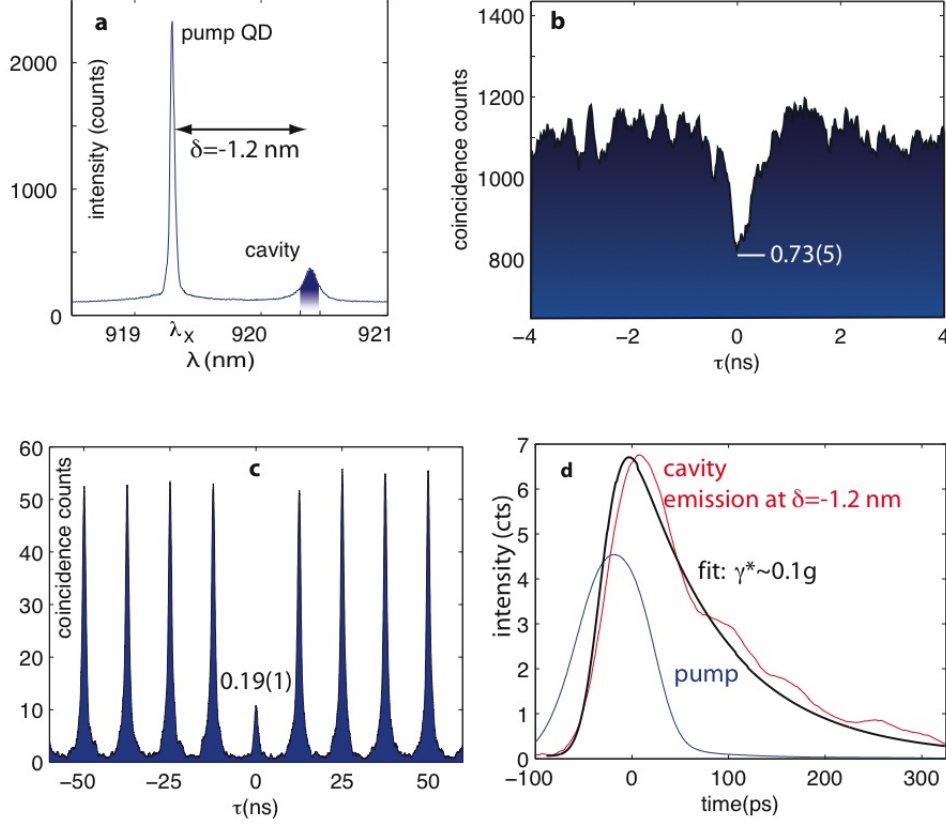 a
pump QD
2000
1000
0
intensity (counts)
δ=-1.2 nm
cavity
919
λX
920
921
λ (nm)
b
1400
1200
1000
800
coincidence counts
0.73(5)
−4
−2
0
2
4
τ(ns)
c
60
50
40
30
20
10
0
coincidence counts
0.19(1)
−50
−25
0
25
50
τ(ns)
d
7
6
5
4
3
2
1
0
intensity (cts)
cavity
emission at δ=-1.2 nm
fit: γ*~0.1g
pump
−100
0
100
200
300
time(ps)